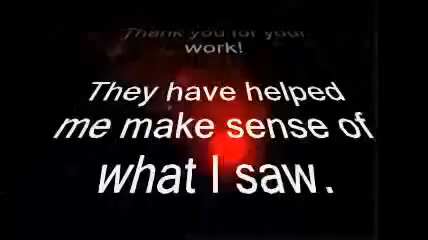 Thank you for your
work!
They have helped
me make sense of
what I saw.